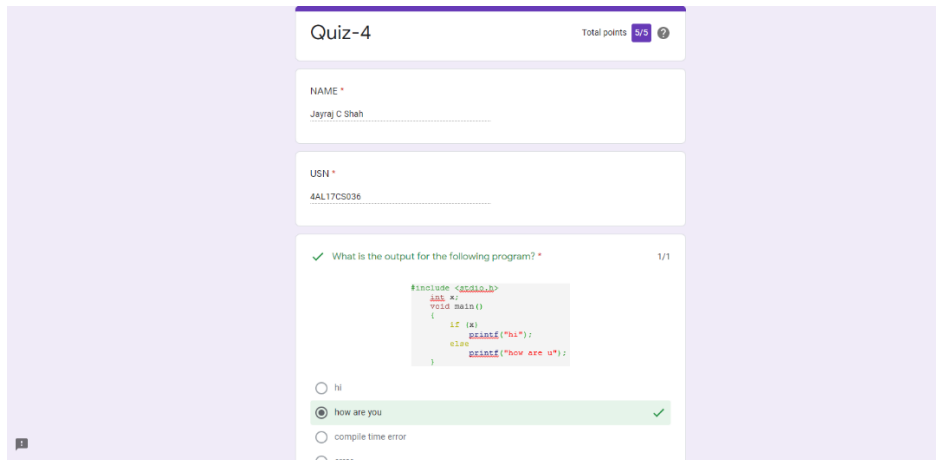 Quiz-4
Total points 5/5 ?
NAME *
Jayraj C Shah
USN *
4AL17CS036
What is the output for the following program? * 1/1
#include <stdio.h>
int x;
void main()
{
if (x)
printf("hi");
else
printf("how are u");
}
hi
how are you
compile time error